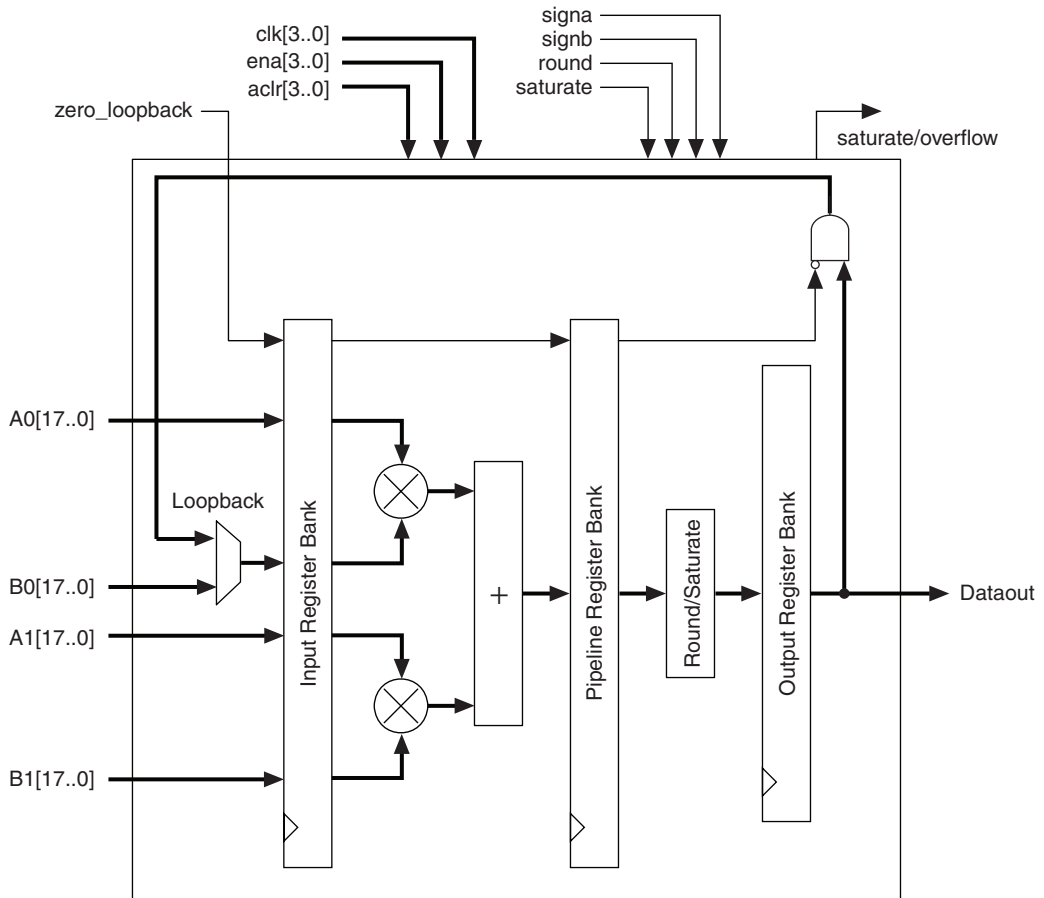 signa
clk[3..0]
signb
ena[3..0]
round
aclr[3..0]
saturate
zero_loopback
saturate/overflow
A0[17..0]
Loopback
B0[17..0]
A1[17..0]
B1[17..0]
Input Register Bank
+
Pipeline Register Bank
Round/Saturate
Output Register Bank
Dataout